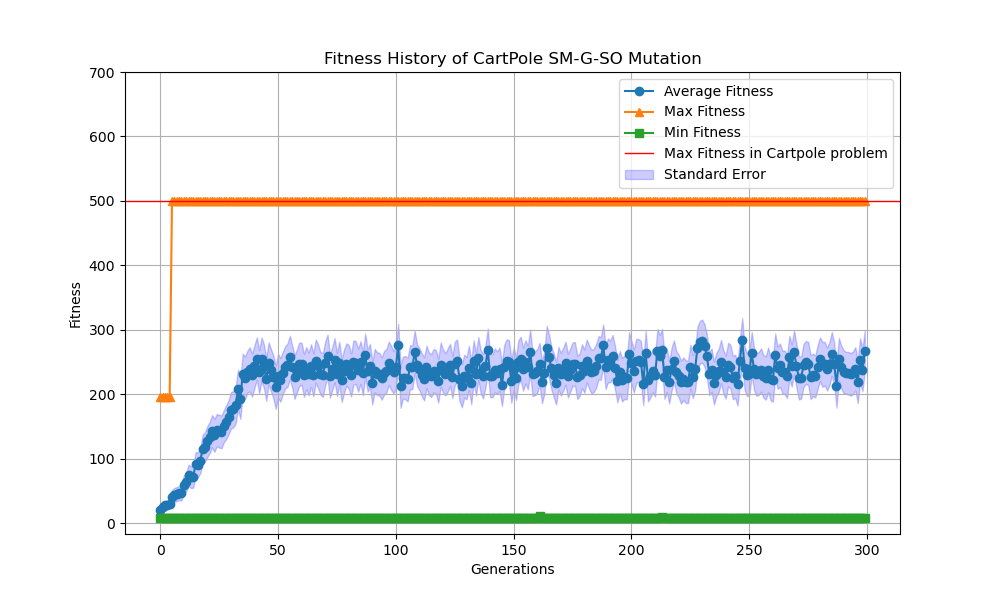 Fitness History of CartPole SM-G-SO Mutation
700
600
500
400
300
200
100
0
Fitness
Average Fitness
Max Fitness
Min Fitness
Max Fitness in Cartpole problem
Standard Error
0 50 100 150 200 250 300
Generations